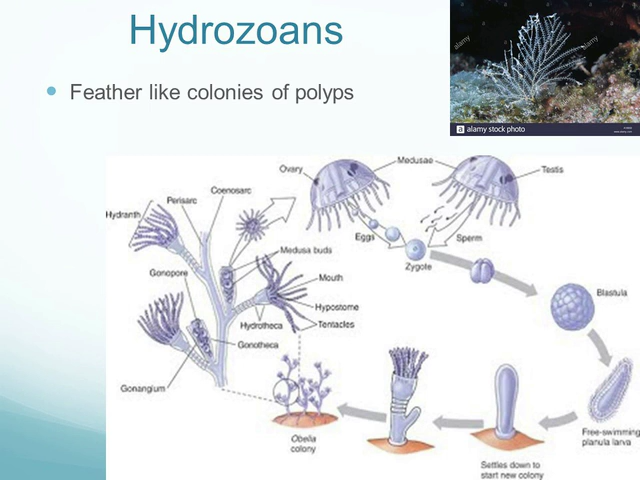 Hydrozoans
Feather like colonies of polyps
alamy
alamy
a alamy stock photo
Ovary
Medusae
Testis
Coenosarc
Perisarc
Hydranth
Eggs
Sperm
Zygote
Medusa buds
Gonopore
Mouth
Blastula
Hypostome
Hydrotheca
Tentacles
Gonotheca
Gonangium
Obelia
colony
Free-swimming
planula larva
Settles down to
start new colony